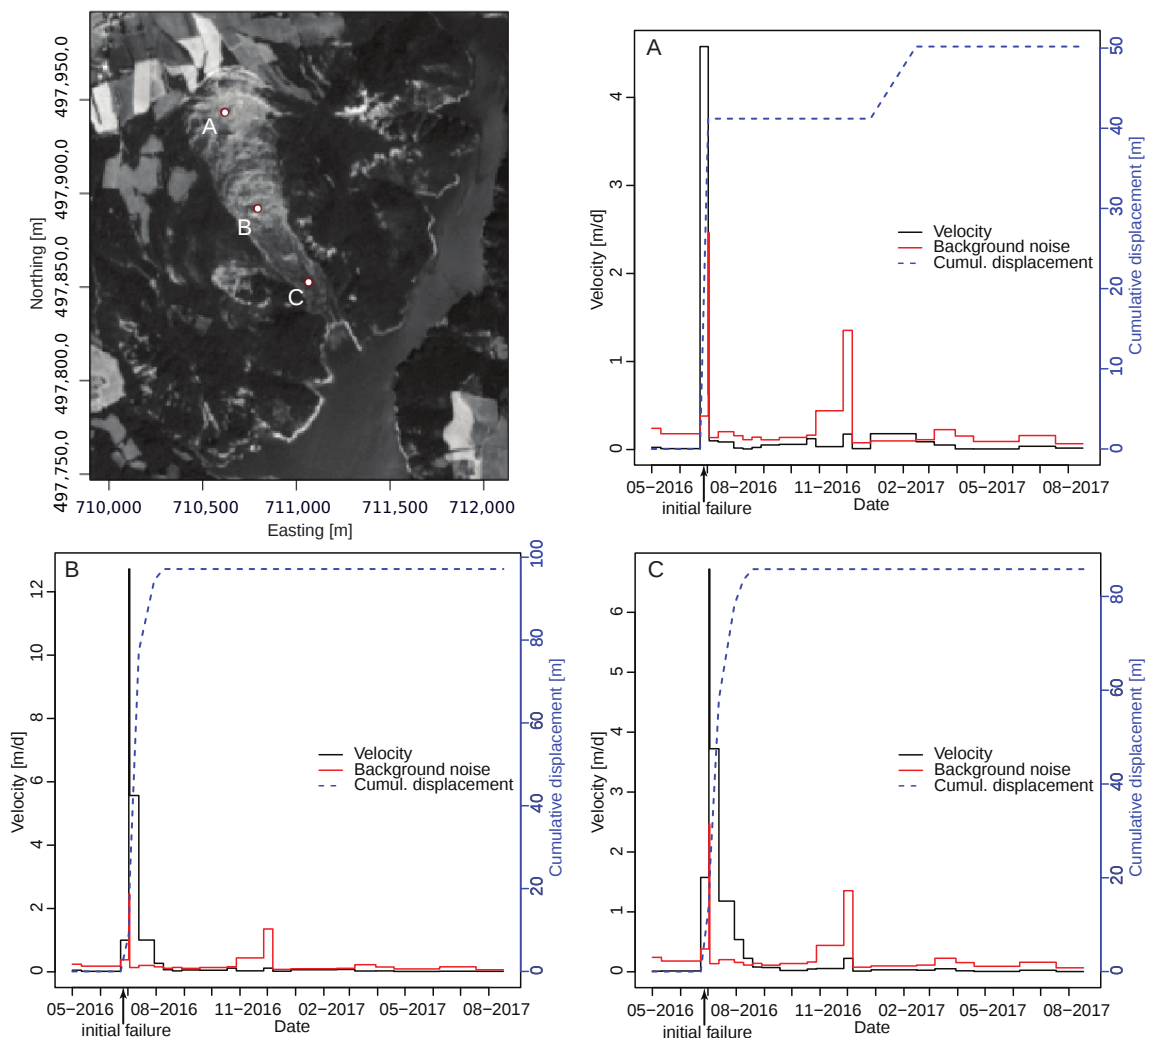 A
B
C
497,950,0
497,900,0
497,850,0
497,800,0
497,750,0
Northing [m]
710,000 710,500 711,000 711,500 712,000
Easting [m]
A
4
3
2
1
0
Velocity [m/d]
50
40
30
20
10
0
Cumulative displacement [m]
Velocity
Background noise
Cumul. displacement
05−2016 08−2016 11−2016 02−2017 05−2017 08−2017
initial failure
Date
B
12
10
8
6
4
2
0
Velocity [m/d]
100
80
60
40
20
0
Cumulative displacement [m]
Velocity
Background noise
Cumul. displacement
05−2016 08−2016 11−2016 02−2017 05−2017 08−2017
initial failure
Date
C
6
5
4
3
2
1
0
Velocity [m/d]
80
60
40
20
0
Cumulative displacement [m]
Velocity
Background noise
Cumul. displacement
05−2016 08−2016 11−2016 02−2017 05−2017 08−2017
initial failure
Date